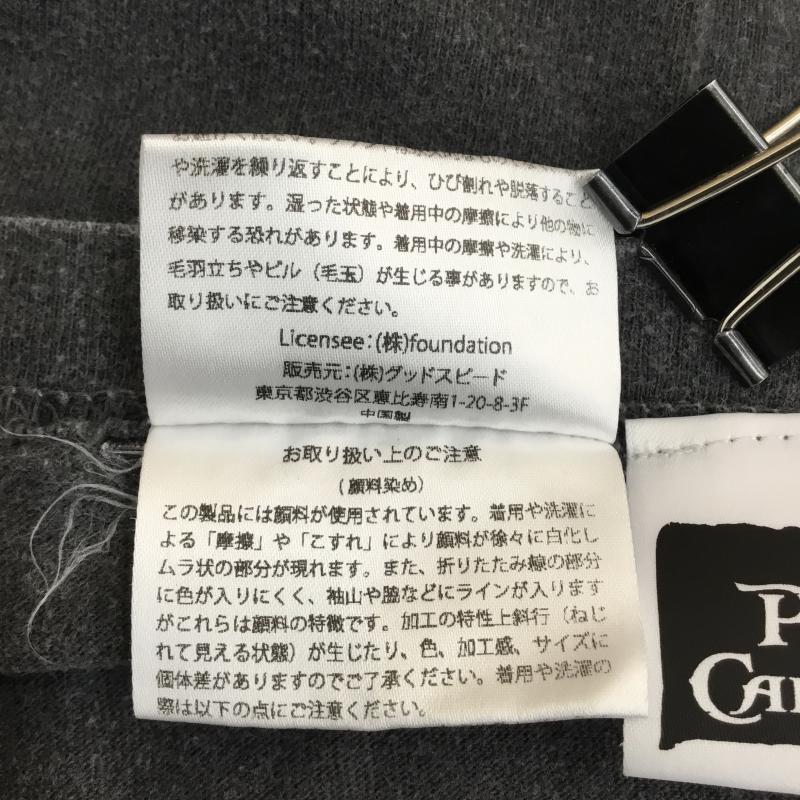 や洗濯を繰り返すことにより、ひび割れや脱落すること
があります。湿った状態や着用中の摩擦により他の物に
移染する恐れがあります。着用中の摩擦や洗濯により、
毛羽立ちやピル（毛玉）が生じる事がありますので、お
取り扱いにご注意ください。
Licensee：(株)foundation
販売元：(株)グッドスピード
東京都渋谷区恵比寿南1-20-8-3F
中国製
お取り扱い上のご注意
（顔料染め）
この製品には顔料が使用されています。着用や洗濯に
よる「摩擦」や「こすれ」により顔料が徐々に白化し
ムラ状の部分が現れます。また、折りたたみ線の部分
に色が入りにくく、袖山や脇などにラインが入ります
がこれらは顔料の特徴です。加工の特性上斜行（ねじ
れて見える状態）が生じたり、色、加工感、サイズに
個体差がありますのでご了承ください。着用や洗濯の
際は以下の点にご注意ください。